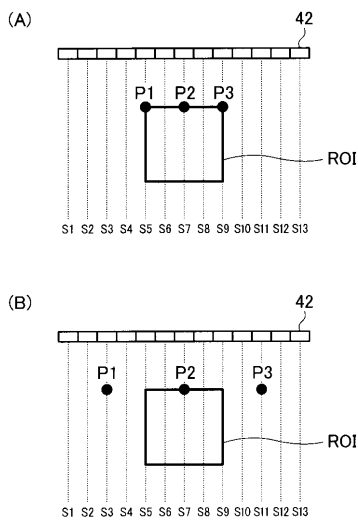 (A)
42
P1 P2 P3
ROI
S1 S2 S3 S4 S5 S6 S7 S8 S9 S10 S11 S12 S13
(B)
42
P1 P2 P3
ROI
S1 S2 S3 S4 S5 S6 S7 S8 S9 S10 S11 S12 S13